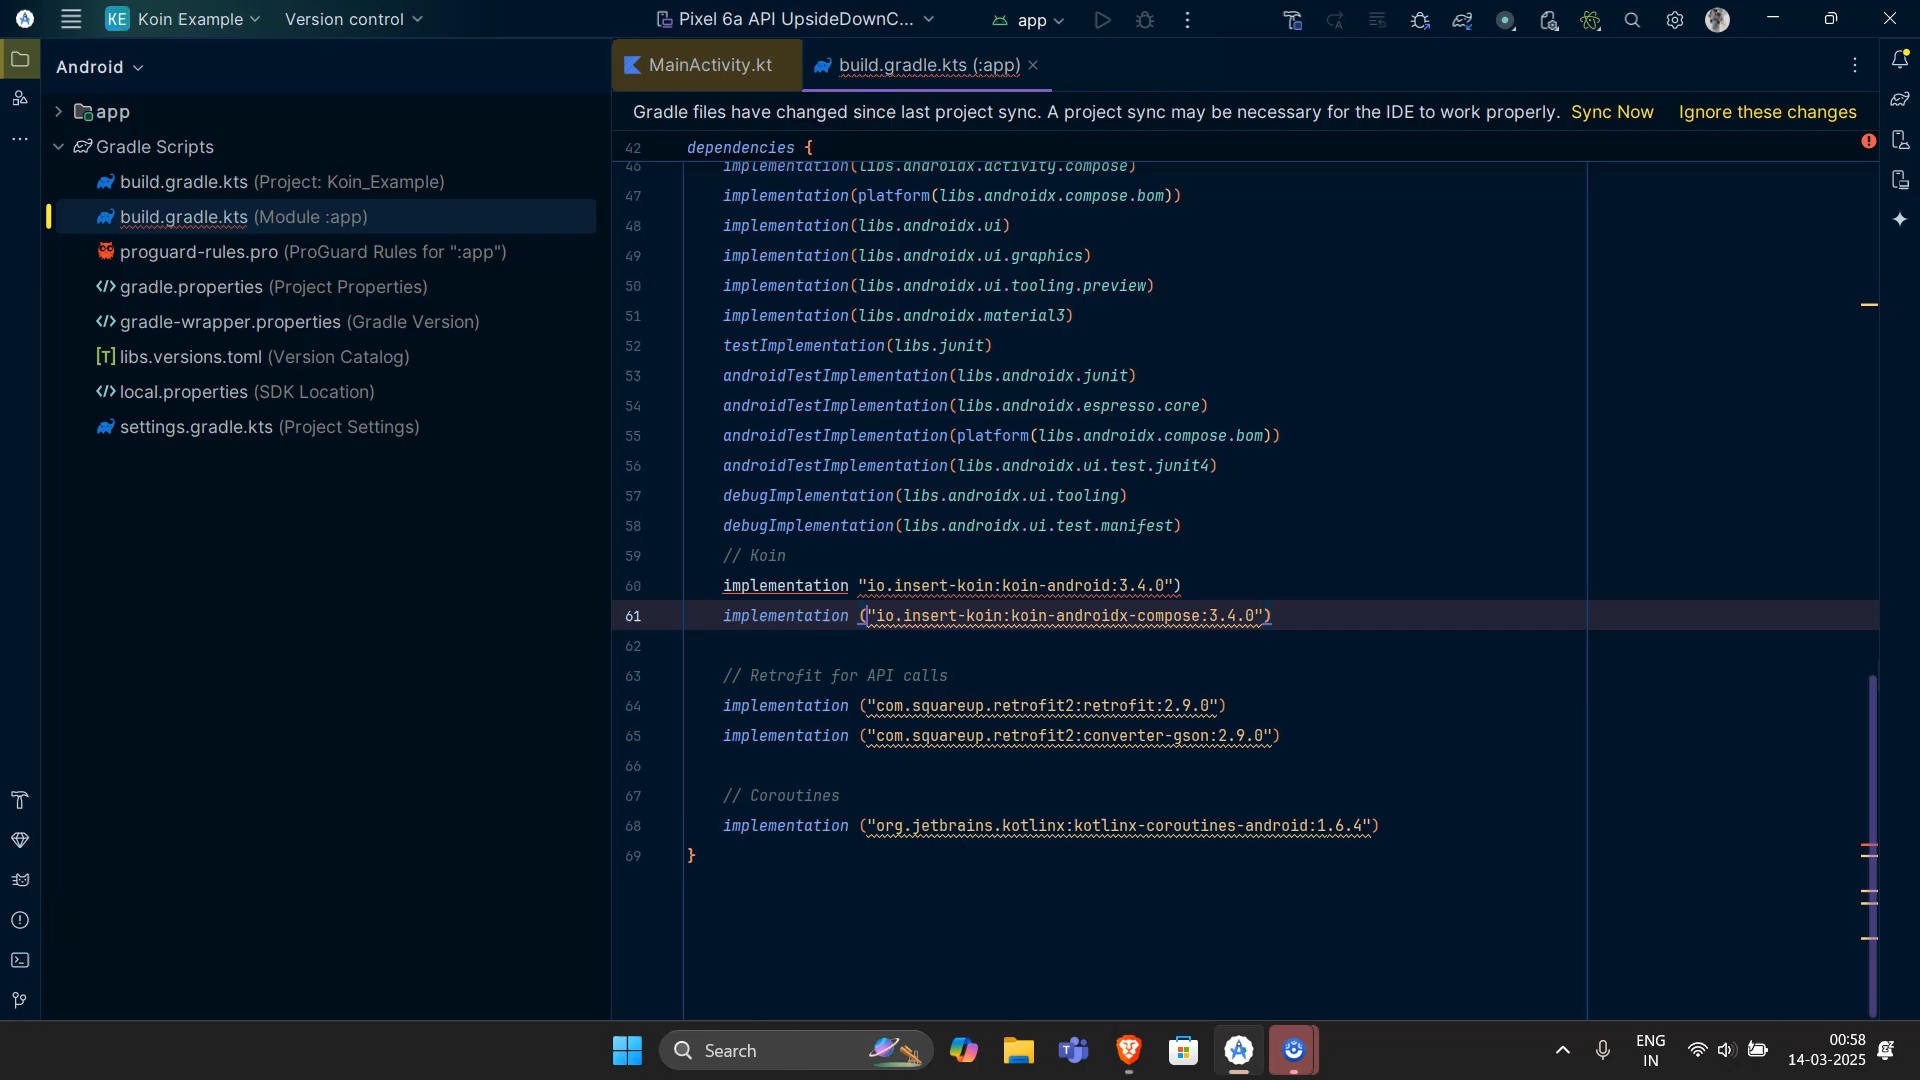 KE Koin Example Version control Pixel 6a API UpsideDownC... app
Android MainActivity.kt build.gradle.kts (:app)
Gradle files have changed since last project sync. A project sync may be necessary for the IDE to work properly. Sync Now Ignore these changes
app
Gradle Scripts
build.gradle.kts (Project: Koin_Example)
build.gradle.kts (Module :app)
proguard-rules.pro (ProGuard Rules for ":app")
gradle.properties (Project Properties)
gradle-wrapper.properties (Gradle Version)
libs.versions.toml (Version Catalog)
local.properties (SDK Location)
settings.gradle.kts (Project Settings)
42 dependencies {
46 implementation(libs.androidx.activity.compose)
47 implementation(platform(libs.androidx.compose.bom))
48 implementation(libs.androidx.ui)
49 implementation(libs.androidx.ui.graphics)
50 implementation(libs.androidx.ui.tooling.preview)
51 implementation(libs.androidx.material3)
52 testImplementation(libs.junit)
53 androidTestImplementation(libs.androidx.junit)
54 androidTestImplementation(libs.androidx.espresso.core)
55 androidTestImplementation(platform(libs.androidx.compose.bom))
56 androidTestImplementation(libs.androidx.ui.test.junit4)
57 debugImplementation(libs.androidx.ui.tooling)
58 debugImplementation(libs.androidx.ui.test.manifest)
59 // Koin
60 implementation "io.insert-koin:koin-android:3.4.0")
61 implementation ("io.insert-koin:koin-androidx-compose:3.4.0")
62
63 // Retrofit for API calls
64 implementation ("com.squareup.retrofit2:retrofit:2.9.0")
65 implementation ("com.squareup.retrofit2:converter-gson:2.9.0")
66
67 // Coroutines
68 implementation ("org.jetbrains.kotlinx:kotlinx-coroutines-android:1.6.4")
69 }
Search
ENG
IN
00:58
14-03-2025